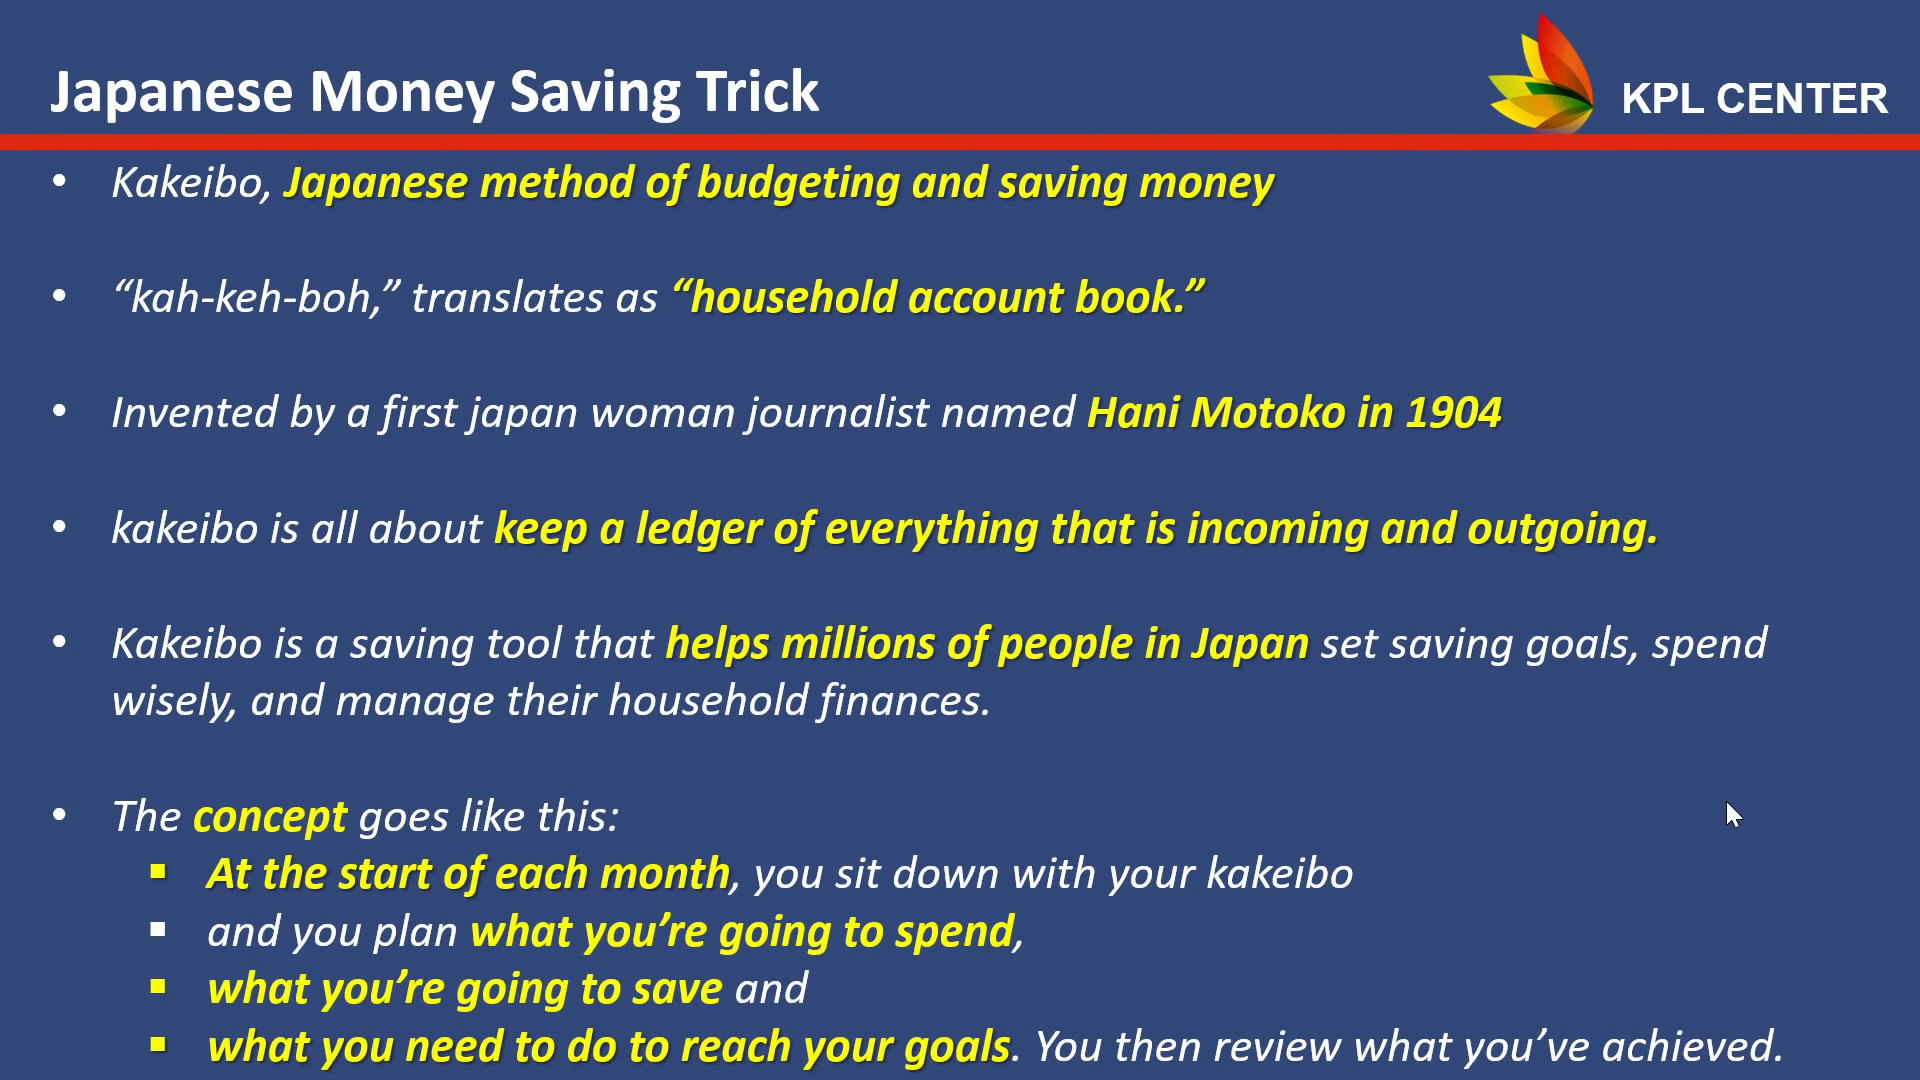 Japanese Money Saving Trick
KPL CENTER
• Kakeibo, Japanese method of budgeting and saving money
• “kah-keh-boh,” translates as “household account book.”
• Invented by a first japan woman journalist named Hani Motoko in 1904
• kakeibo is all about keep a ledger of everything that is incoming and outgoing.
• Kakeibo is a saving tool that helps millions of people in Japan set saving goals, spend
wisely, and manage their household finances.
• The concept goes like this:
▪ At the start of each month, you sit down with your kakeibo
▪ and you plan what you’re going to spend,
▪ what you’re going to save and
▪ what you need to do to reach your goals. You then review what you’ve achieved.